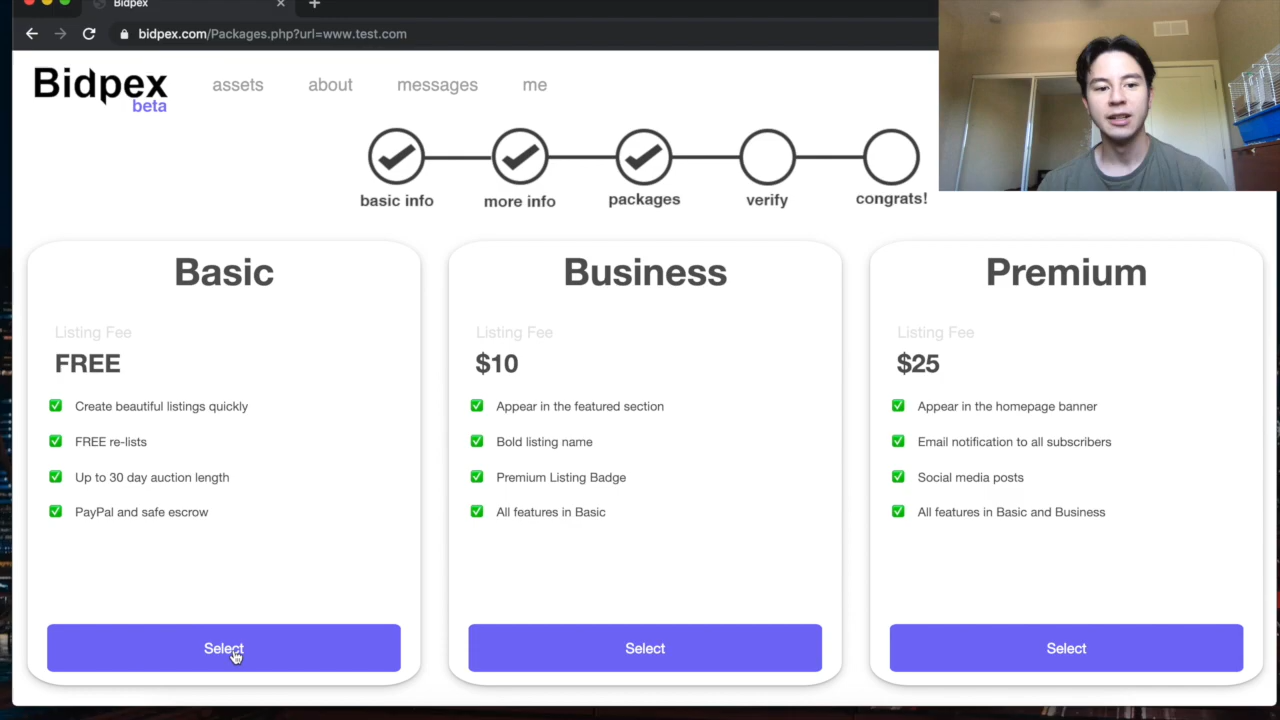 Bidpex
bidpex.com/Packages.php?url=www.test.com
Bidpex
beta
assets
about
messages
me
basic info
more info
packages
verify
congrats!
Basic
Listing Fee
FREE
Create beautiful listings quickly
FREE re-lists
Up to 30 day auction length
PayPal and safe escrow
Select
Business
Listing Fee
$10
Appear in the featured section
Bold listing name
Premium Listing Badge
All features in Basic
Select
Premium
Listing Fee
$25
Appear in the homepage banner
Email notification to all subscribers
Social media posts
All features in Basic and Business
Select